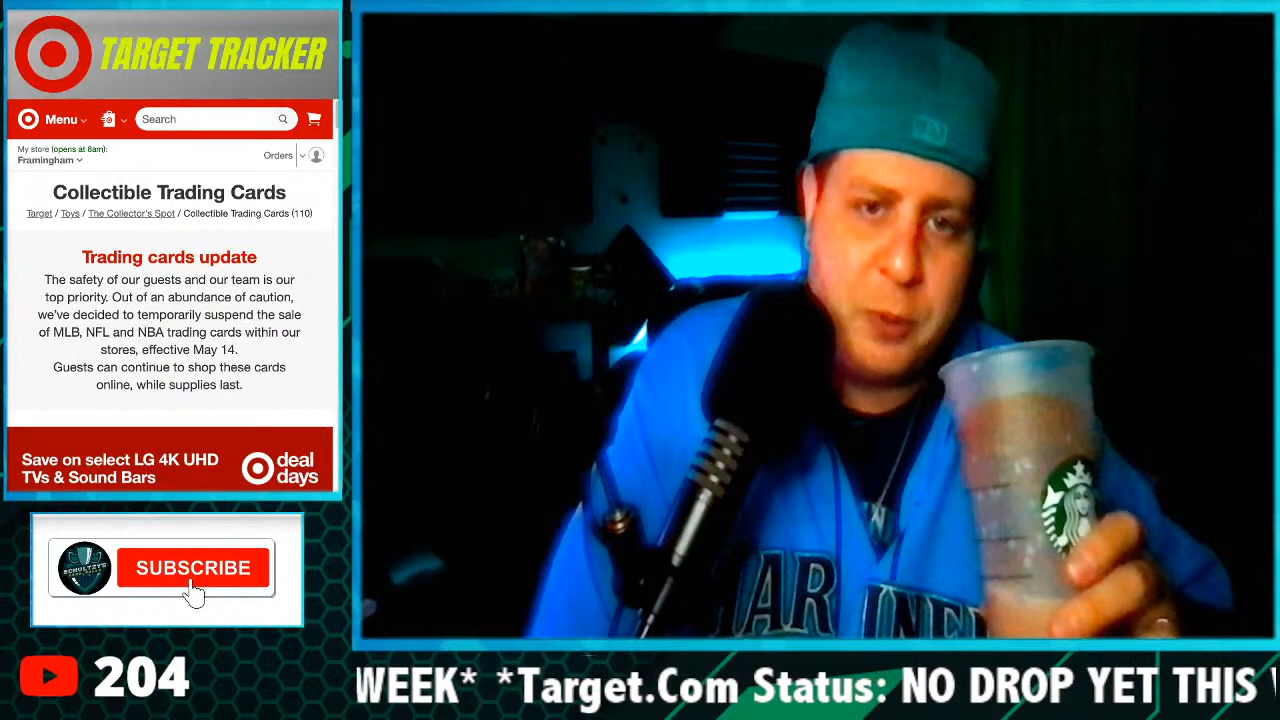 TARGET TRACKER
Menu
Search
My store (opens at 8am):
Framingham
Orders
Collectible Trading Cards
Target / Toys / The Collector's Spot / Collectible Trading Cards (110)
Trading cards update
The safety of our guests and our team is our
top priority. Out of an abundance of caution,
we've decided to temporarily suspend the sale
of MLB, NFL and NBA trading cards within our
stores, effective May 14.
Guests can continue to shop these cards
online, while supplies last.
Save on select LG 4K UHD
TVs & Sound Bars
deal
days
SCHULTZYS
SUBSCRIBE
204
WEEK* *Target.Com Status: NO DROP YET THIS